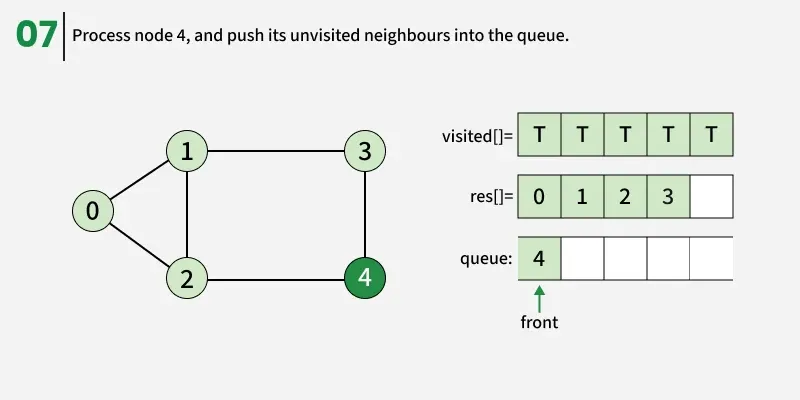 07 Process node 4, and push its unvisited neighbours into the queue.
1 3
0
2 4
visited[]= T T T T T
res[]= 0 1 2 3
queue: 4
front